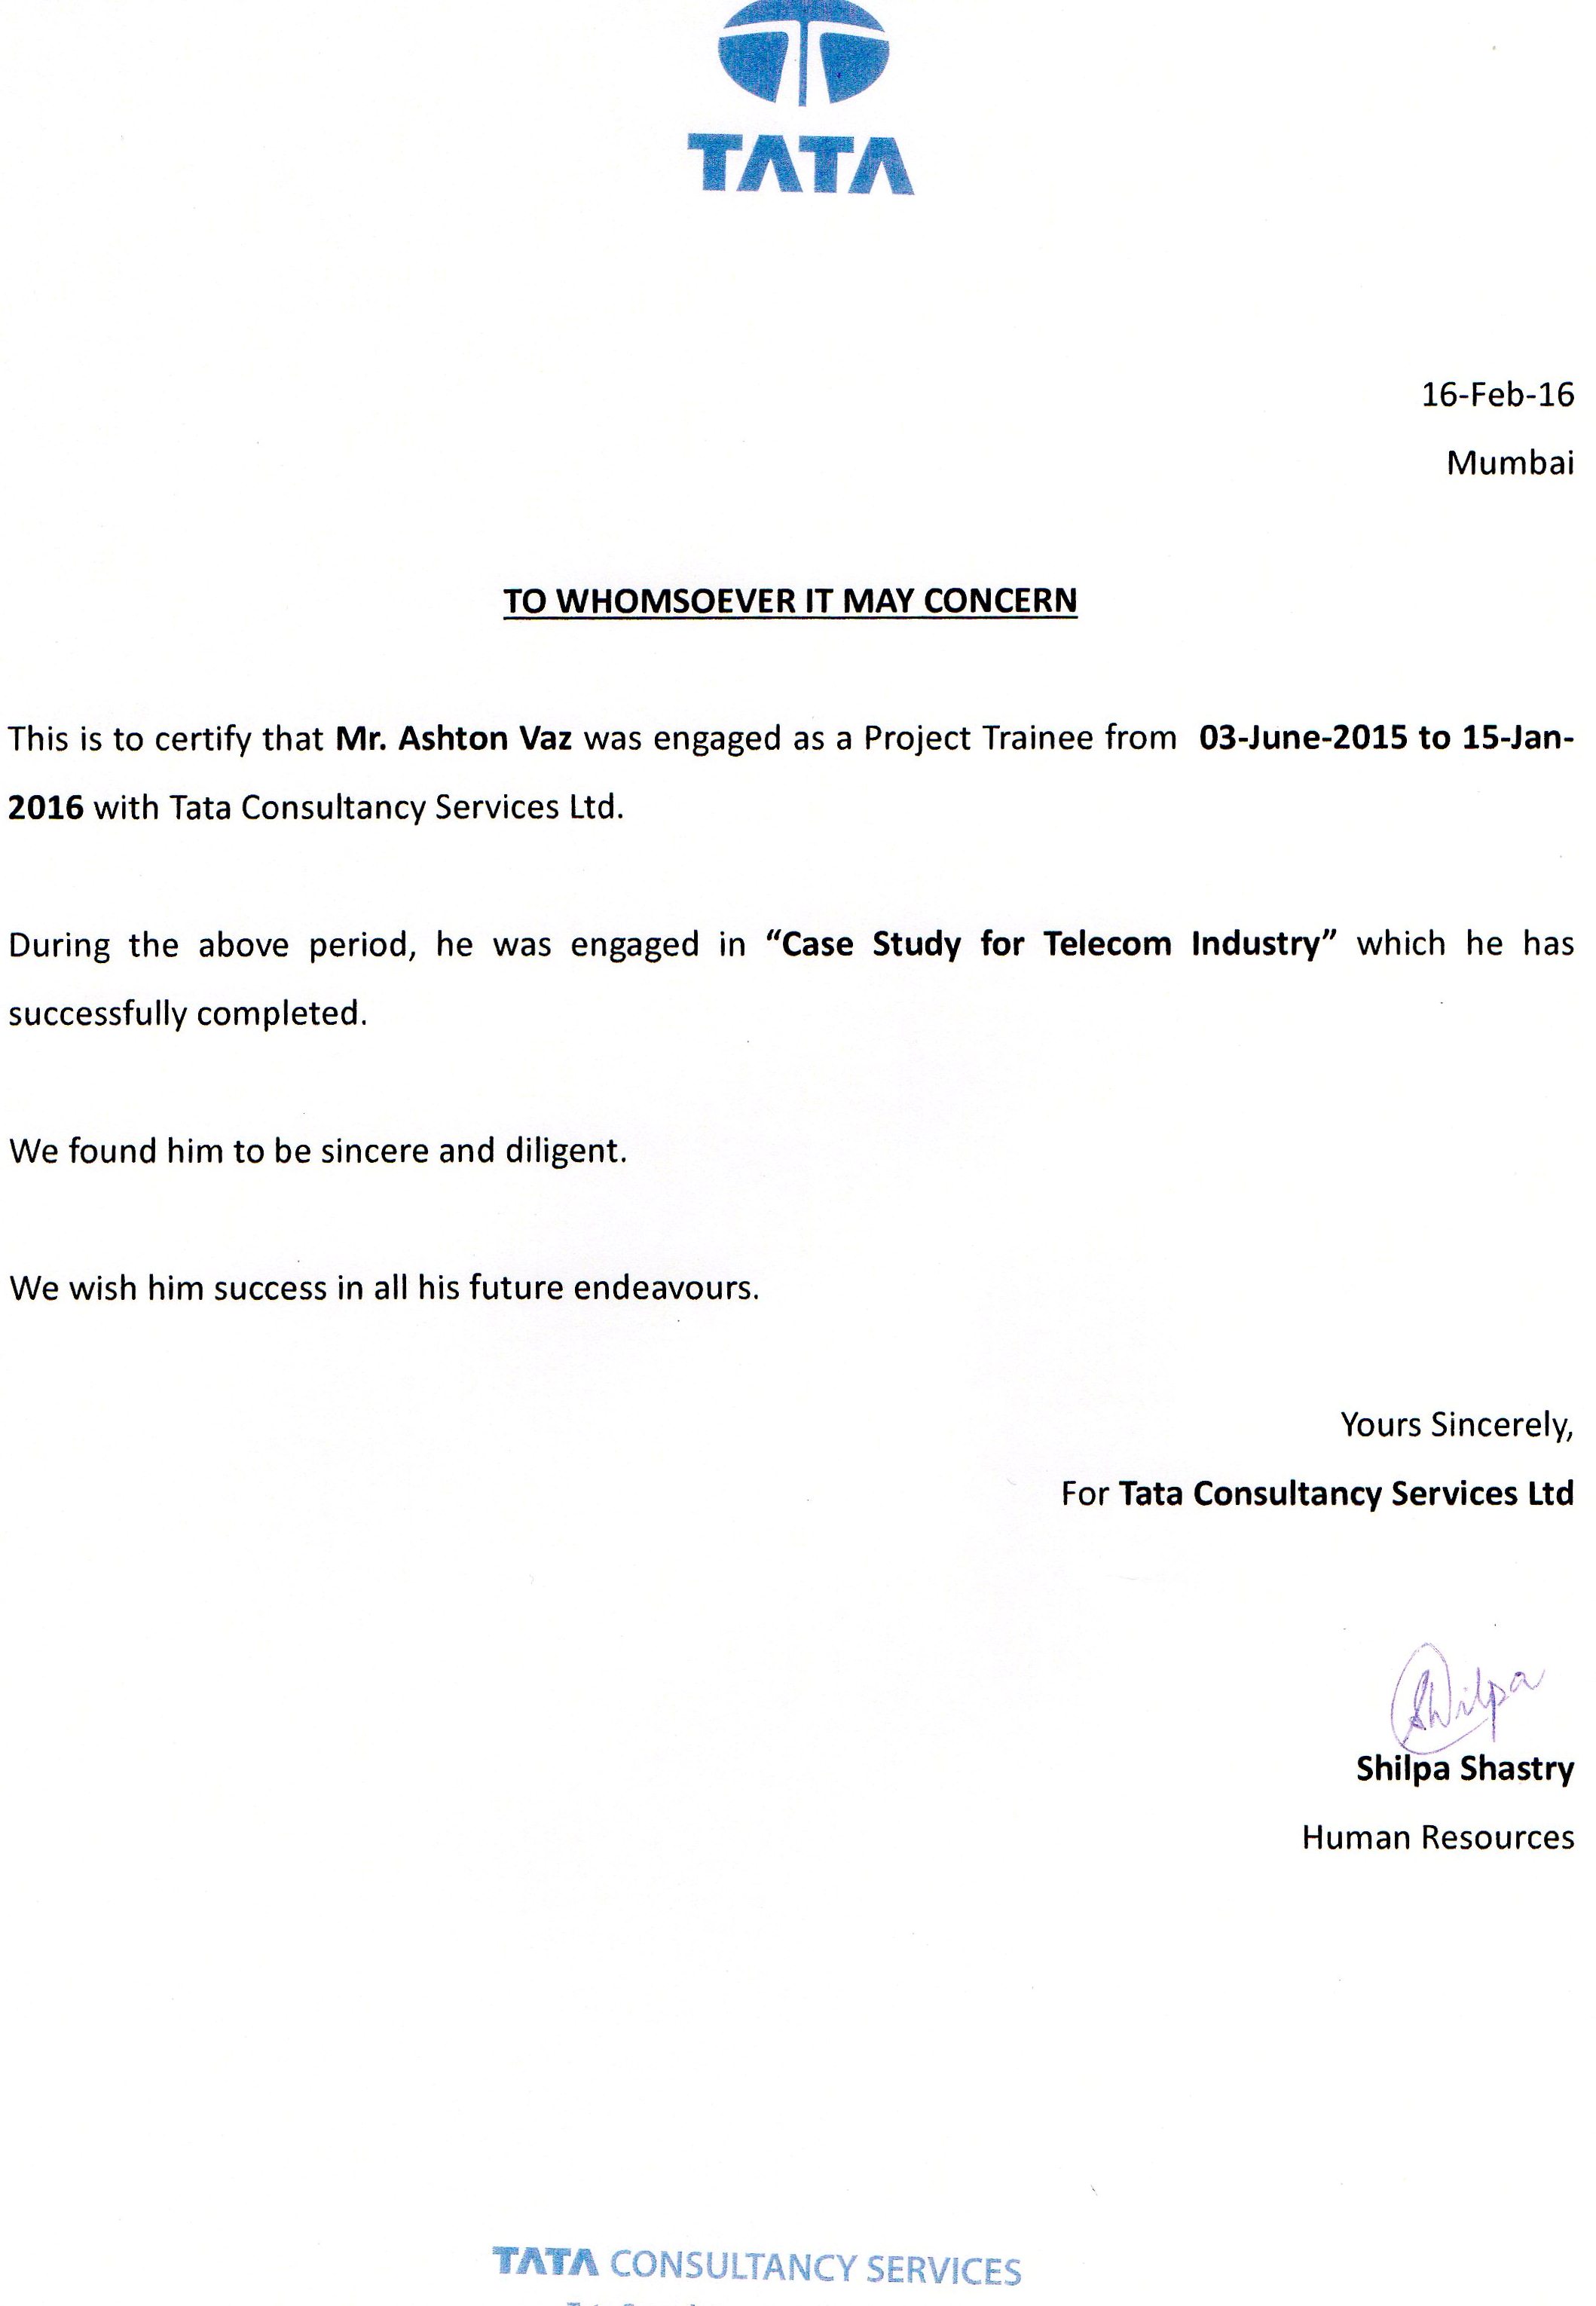 TATA
16-Feb-16
Mumbai
TO WHOMSOEVER IT MAY CONCERN
This is to certify that Mr. Ashton Vaz was engaged as a Project Trainee from 03-June-2015 to 15-Jan-
2016 with Tata Consultancy Services Ltd.
During the above period, he was engaged in “Case Study for Telecom Industry” which he has
successfully completed.
We found him to be sincere and diligent.
We wish him success in all his future endeavours.
Yours Sincerely,
For Tata Consultancy Services Ltd
Shilpa
Shilpa Shastry
Human Resources
TATA CONSULTANCY SERVICES